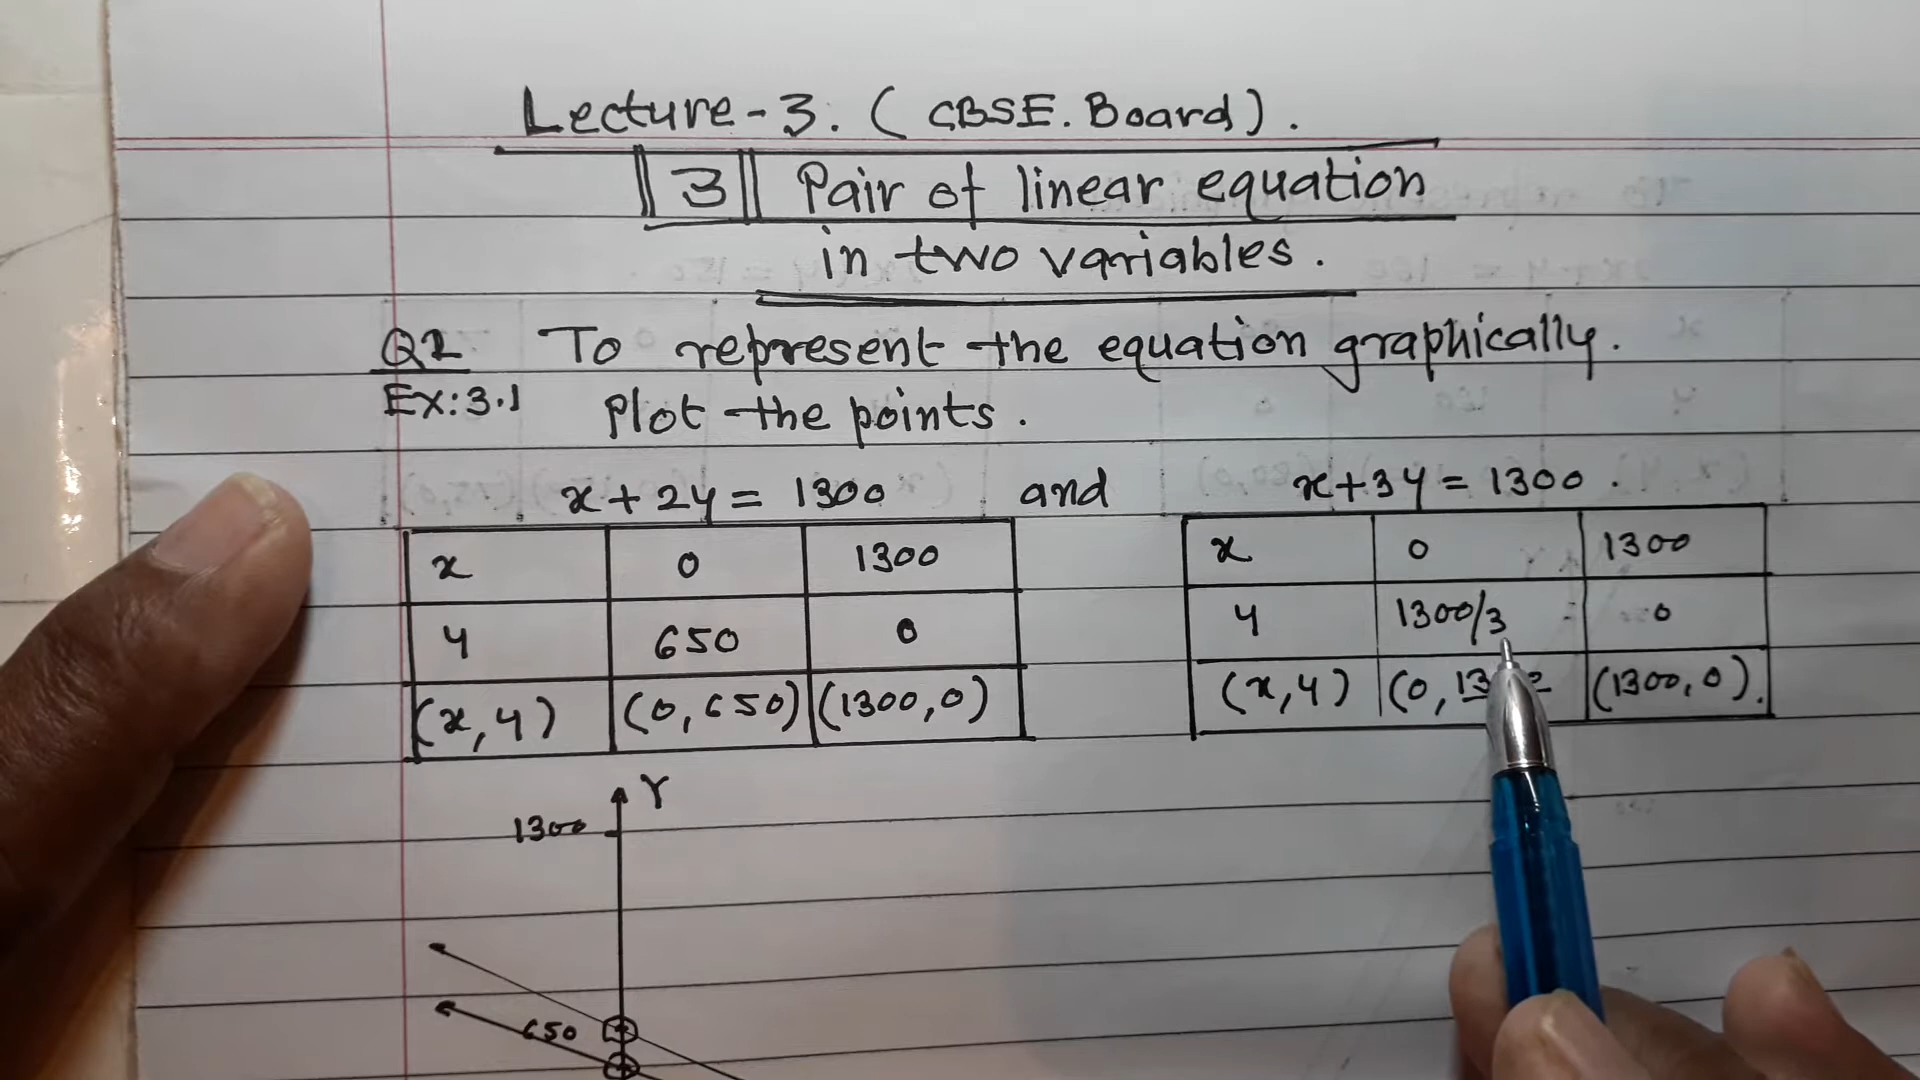 Lecture-3. (CBSE. Board).
3 Pair of linear equation
in two variables.
Q2 To represent the equation graphically.
Ex: 3.1 Plot the points.
x + 2y = 1300 and x + 3y = 1300.
x 0 1300 x 0 1300
y 650 0 y 1300/3 0
(x, y) (0, 650) (1300, 0) (x, y) (0, (1300, 0).
Y
1300
650